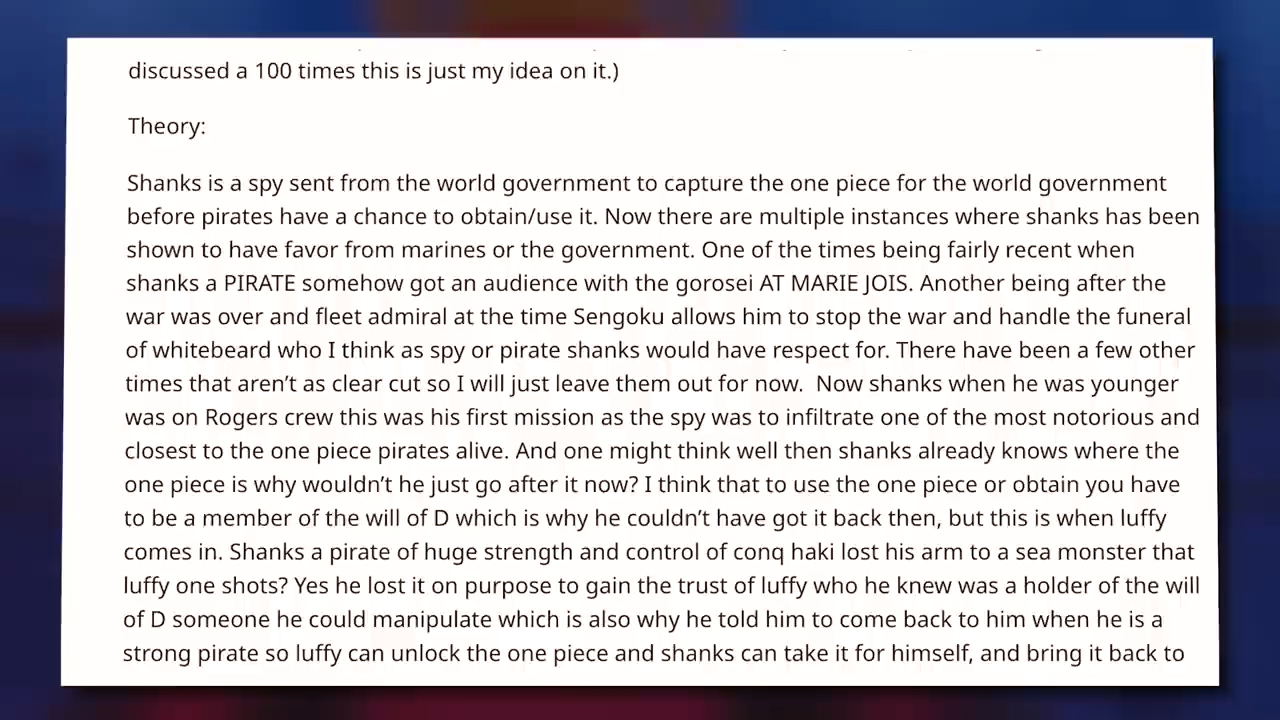 discussed a 100 times this is just my idea on it.)
Theory:
Shanks is a spy sent from the world government to capture the one piece for the world government
before pirates have a chance to obtain/use it. Now there are multiple instances where shanks has been
shown to have favor from marines or the government. One of the times being fairly recent when
shanks a PIRATE somehow got an audience with the gorosei AT MARIE JOIS. Another being after the
war was over and fleet admiral at the time Sengoku allows him to stop the war and handle the funeral
of whitebeard who I think as spy or pirate shanks would have respect for. There have been a few other
times that aren’t as clear cut so I will just leave them out for now.  Now shanks when he was younger
was on Rogers crew this was his first mission as the spy was to infiltrate one of the most notorious and
closest to the one piece pirates alive. And one might think well then shanks already knows where the
one piece is why wouldn’t he just go after it now? I think that to use the one piece or obtain you have
to be a member of the will of D which is why he couldn’t have got it back then, but this is when luffy
comes in. Shanks a pirate of huge strength and control of conq haki lost his arm to a sea monster that
luffy one shots? Yes he lost it on purpose to gain the trust of luffy who he knew was a holder of the will
of D someone he could manipulate which is also why he told him to come back to him when he is a
strong pirate so luffy can unlock the one piece and shanks can take it for himself, and bring it back to